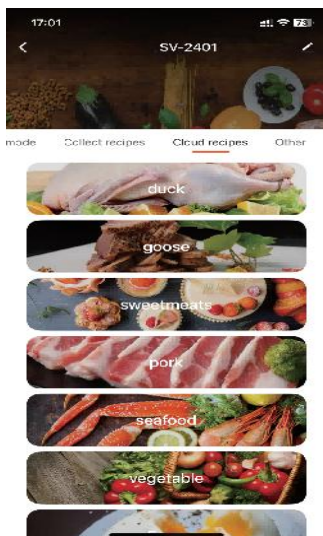 17:01 73
SV-2401
mode Collect recipes Cloud recipes Other
duck
goose
sweetmeats
pork
seafood
vegetable